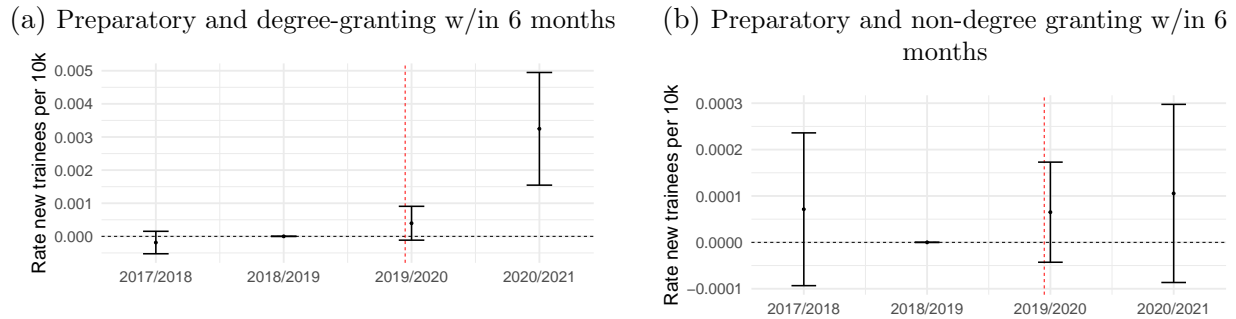 (a) Preparatory and degree-granting w/in 6 months
Rate new trainees per 10k
0.005
0.004
0.003
0.002
0.001
0.000
2017/2018 2018/2019 2019/2020 2020/2021
(b) Preparatory and non-degree granting w/in 6
months
Rate new trainees per 10k
0.0003
0.0002
0.0001
0.0000
−0.0001
2017/2018 2018/2019 2019/2020 2020/2021